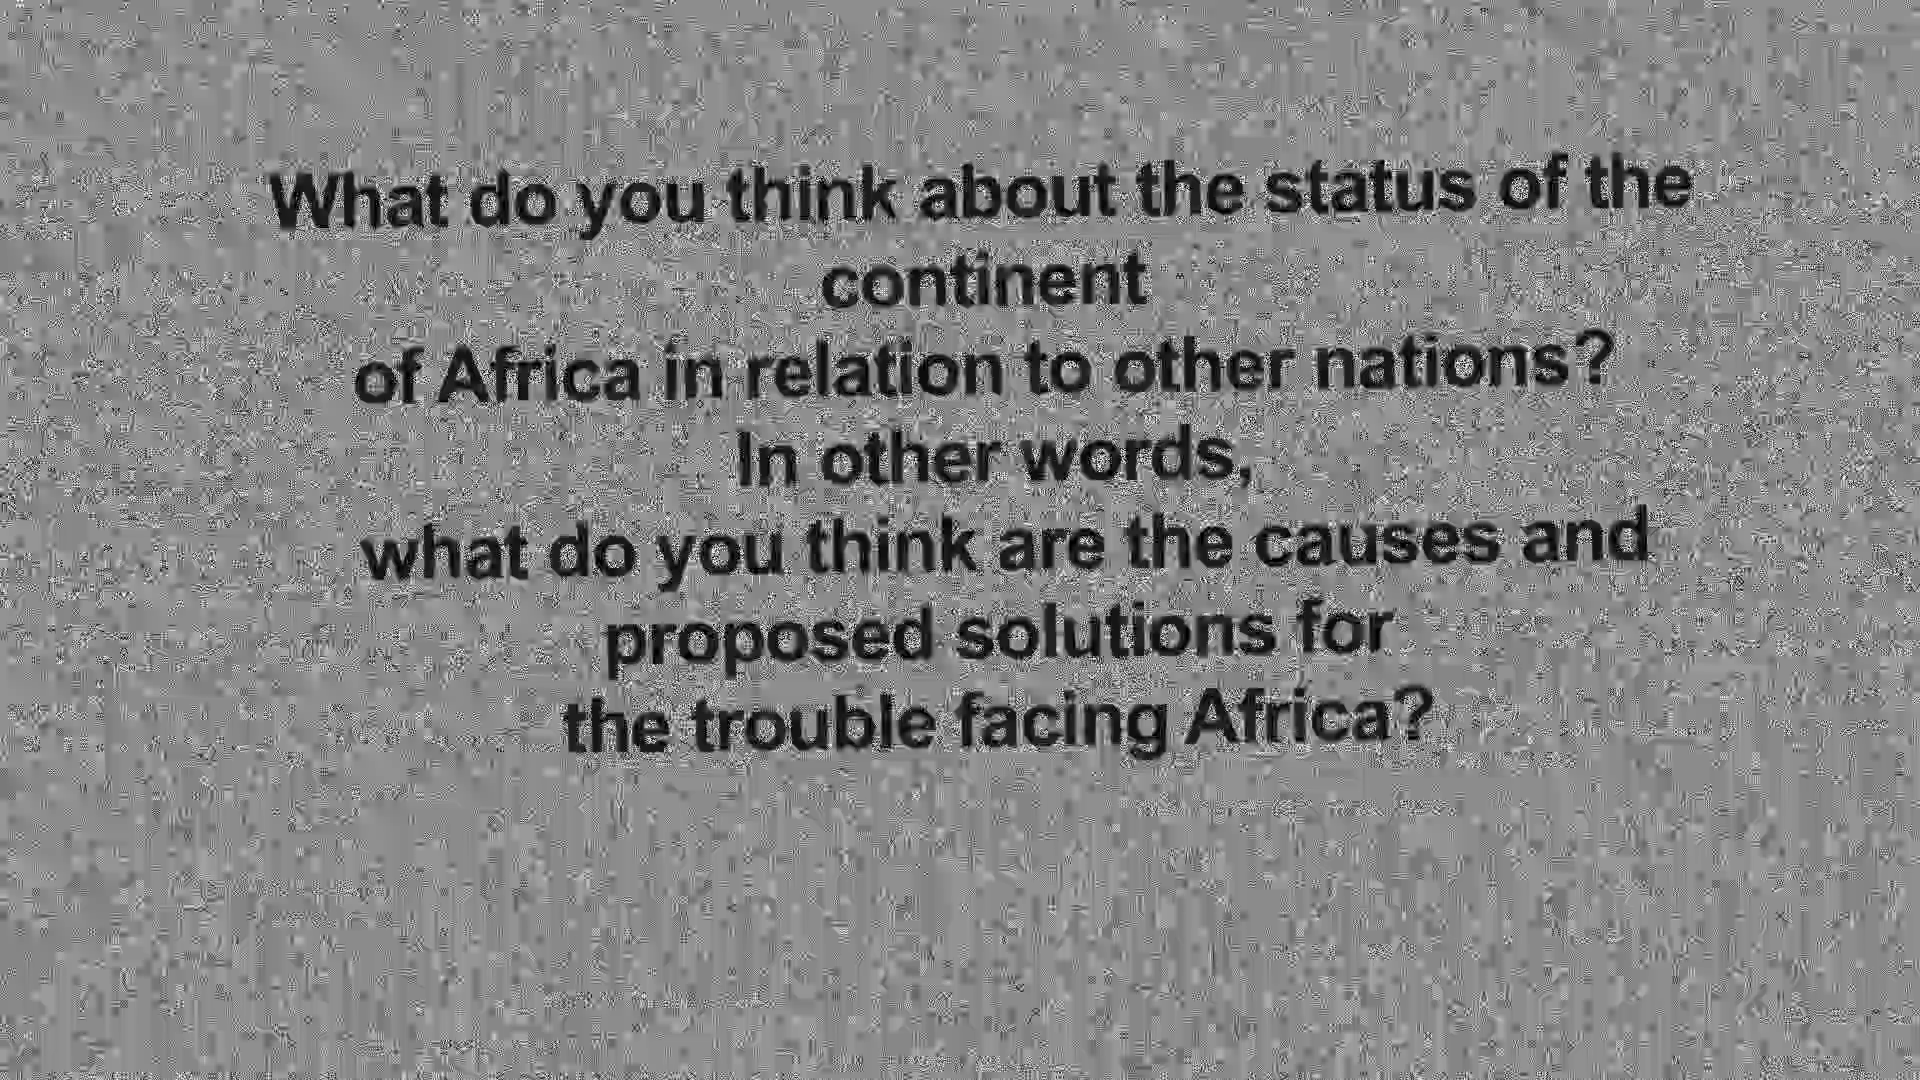 What do you think about the status of the
continent
of Africa in relation to other nations?
In other words,
what do you think are the causes and
proposed solutions for
the trouble facing Africa?